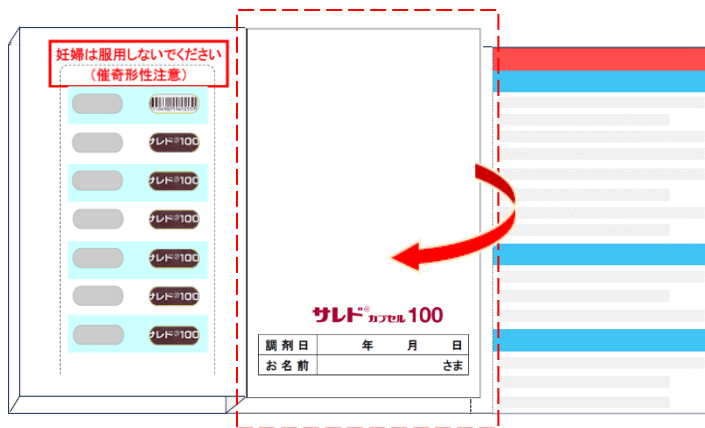 妊婦は服用しないでください
（催奇形性注意）
サレド®100
サレド®100
サレド®100
サレド®100
サレド®100
サレド®100
サレド®カプセル100
調剤日 年 月 日
お名前 さま